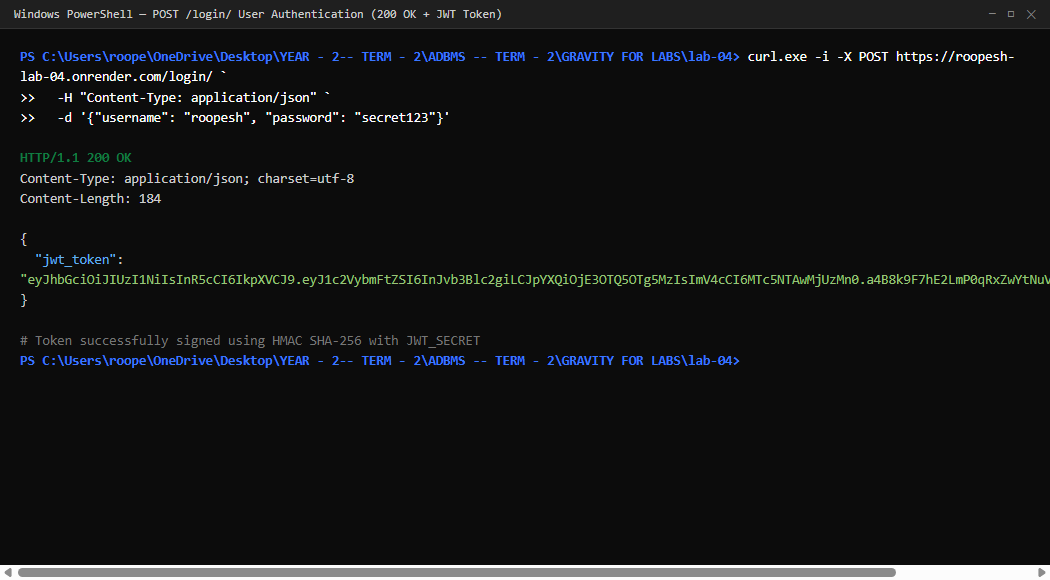 Windows PowerShell — POST /login/ User Authentication (200 OK + JWT Token)
PS C:\Users\roope\OneDrive\Desktop\YEAR - 2-- TERM - 2\ADBMS -- TERM - 2\GRAVITY FOR LABS\lab-04> curl.exe -i -X POST https://roopesh-
lab-04.onrender.com/login/ `
>>   -H "Content-Type: application/json" `
>>   -d '{"username": "roopesh", "password": "secret123"}'
HTTP/1.1 200 OK
Content-Type: application/json; charset=utf-8
Content-Length: 184
{
"jwt_token":
"eyJhbGciOiJIUzI1NiIsInR5cCI6IkpXVCJ9.eyJ1c2VybmFtZSI6InJvb3Blc2giLCJpYXQiOjE3OTQ5OTg5MzIsImV4cCI6MTc5NTAwMjUzMn0.a4B8k9F7hE2LmP0qRxZwYtNuV
}
# Token successfully signed using HMAC SHA-256 with JWT_SECRET
PS C:\Users\roope\OneDrive\Desktop\YEAR - 2-- TERM - 2\ADBMS -- TERM - 2\GRAVITY FOR LABS\lab-04>